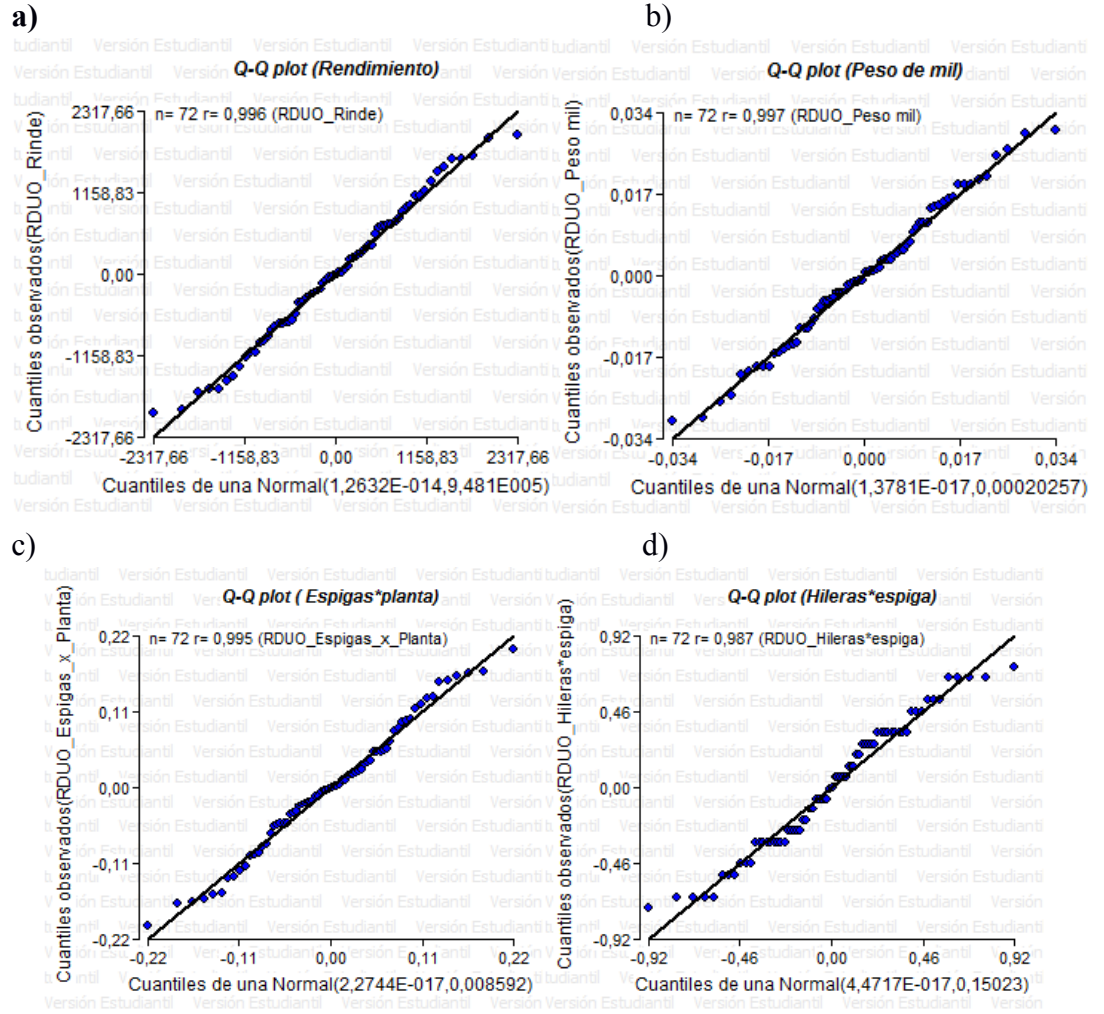 a)
b)
Q-Q plot (Rendimiento)
n= 72 r= 0,996 (RDUO_Rinde)
Cuantiles observados(RDUO_Rinde)
2317,66
1158,83
0,00
-1158,83
-2317,66
-2317,66 -1158,83 0,00 1158,83 2317,66
Cuantiles de una Normal(1,2632E-014,9,481E005)
Q-Q plot (Peso de mil)
n= 72 r= 0,997 (RDUO_Peso mil)
Cuantiles observados(RDUO_Peso mil)
0,034
0,017
0,000
-0,017
-0,034
-0,034 -0,017 0,000 0,017 0,034
Cuantiles de una Normal(1,3781E-017,0,00020257)
c)
d)
Q-Q plot ( Espigas*planta)
n= 72 r= 0,995 (RDUO_Espigas_x_Planta)
Cuantiles observados(RDUO_Espigas_x_Planta)
0,22
0,11
0,00
-0,11
-0,22
-0,22 -0,11 0,00 0,11 0,22
Cuantiles de una Normal(2,2744E-017,0,008592)
Q-Q plot (Hileras*espiga)
n= 72 r= 0,987 (RDUO_Hileras*espiga)
Cuantiles observados(RDUO_Hileras*espiga)
0,92
0,46
0,00
-0,46
-0,92
-0,92 -0,46 0,00 0,46 0,92
Cuantiles de una Normal(4,4717E-017,0,15023)
Versión Estudiantil